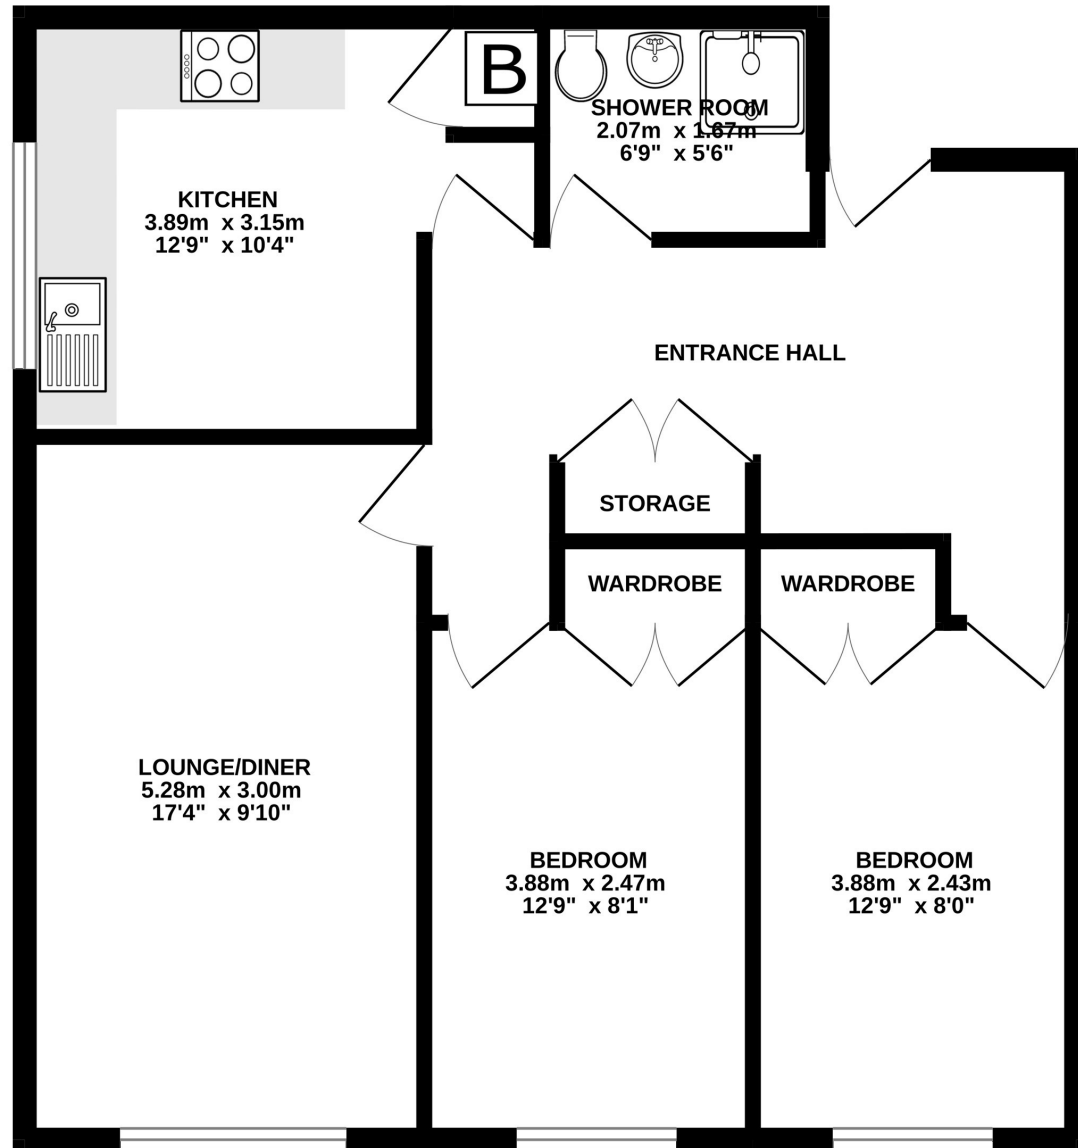 B
SHOWER ROOM
2.07m x 1.67m
6'9" x 5'6"
KITCHEN
3.89m x 3.15m
12'9" x 10'4"
ENTRANCE HALL
STORAGE
WARDROBE
WARDROBE
LOUNGE/DINER
5.28m x 3.00m
17'4" x 9'10"
BEDROOM
3.88m x 2.47m
12'9" x 8'1"
BEDROOM
3.88m x 2.43m
12'9" x 8'0"